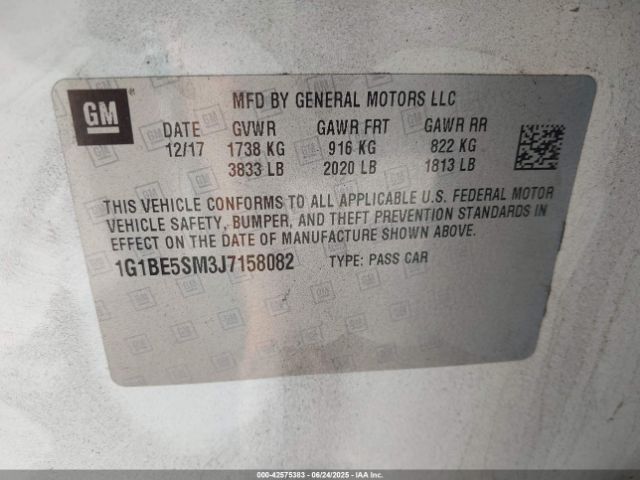 GM
MFD BY GENERAL MOTORS LLC
DATE GVWR GAWR FRT GAWR RR
12/17 1738 KG 916 KG 822 KG
3833 LB 2020 LB 1813 LB
THIS VEHICLE CONFORMS TO ALL APPLICABLE U.S. FEDERAL MOTOR
VEHICLE SAFETY, BUMPER, AND THEFT PREVENTION STANDARDS IN
EFFECT ON THE DATE OF MANUFACTURE SHOWN ABOVE.
1G1BE5SM3J7158082 TYPE: PASS CAR
000-42575383 - 06/24/2025 - IAA Inc.